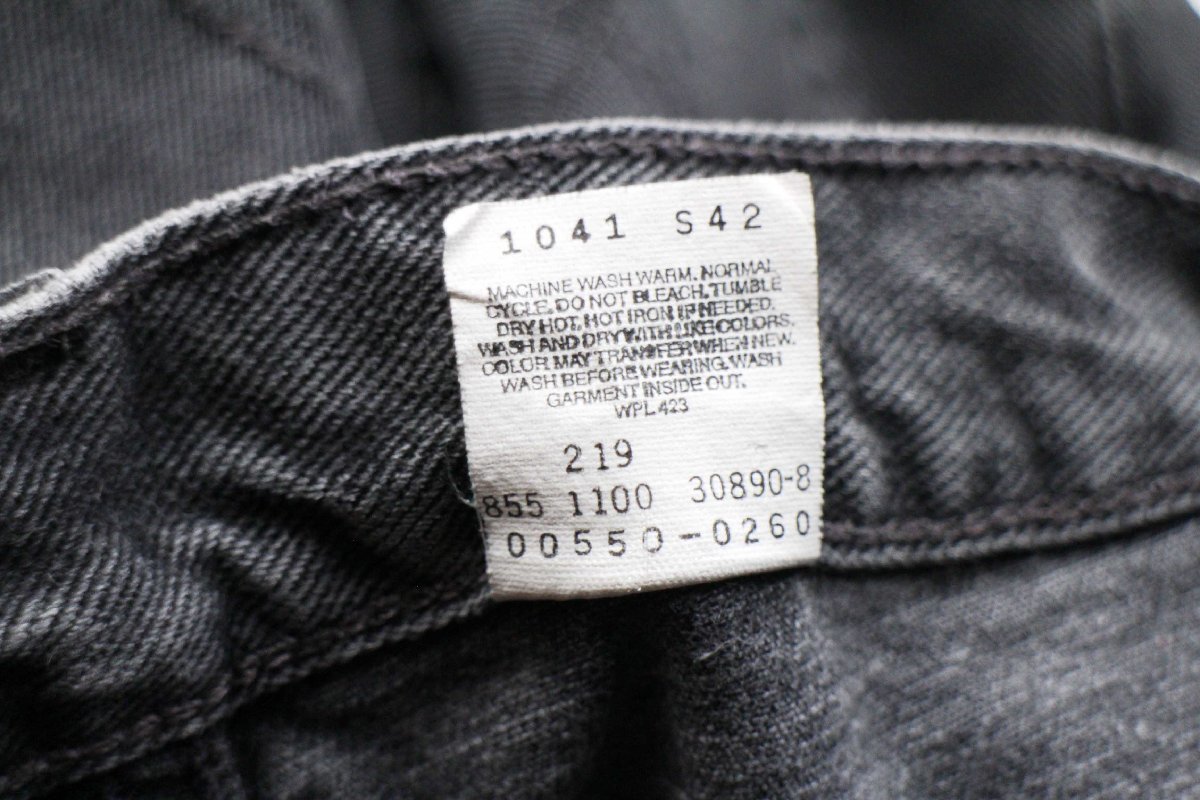 1041 S42
MACHINE WASH WARM. NORMAL
CYCLE. DO NOT BLEACH. TUMBLE
DRY HOT. HOT IRON IF NEEDED.
WASH AND DRY WITH LIKE COLORS.
COLOR MAY TRANSFER WHEN NEW.
WASH BEFORE WEARING. WASH
GARMENT INSIDE OUT.
WPL 423
219
855 1100 30890-8
00550-0260